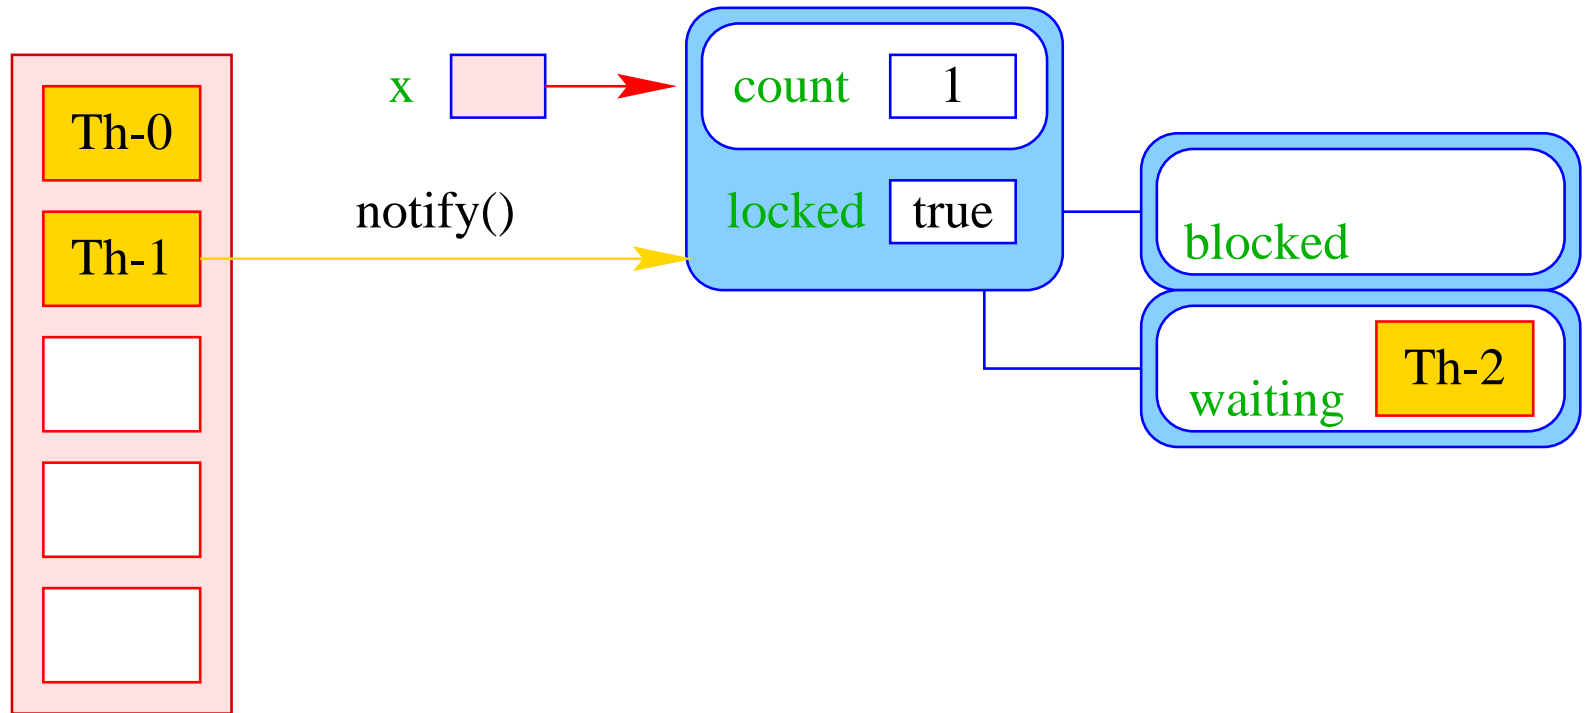 Th-0
Th-1
x
notify()
count 1
locked true
blocked
waiting
Th-2